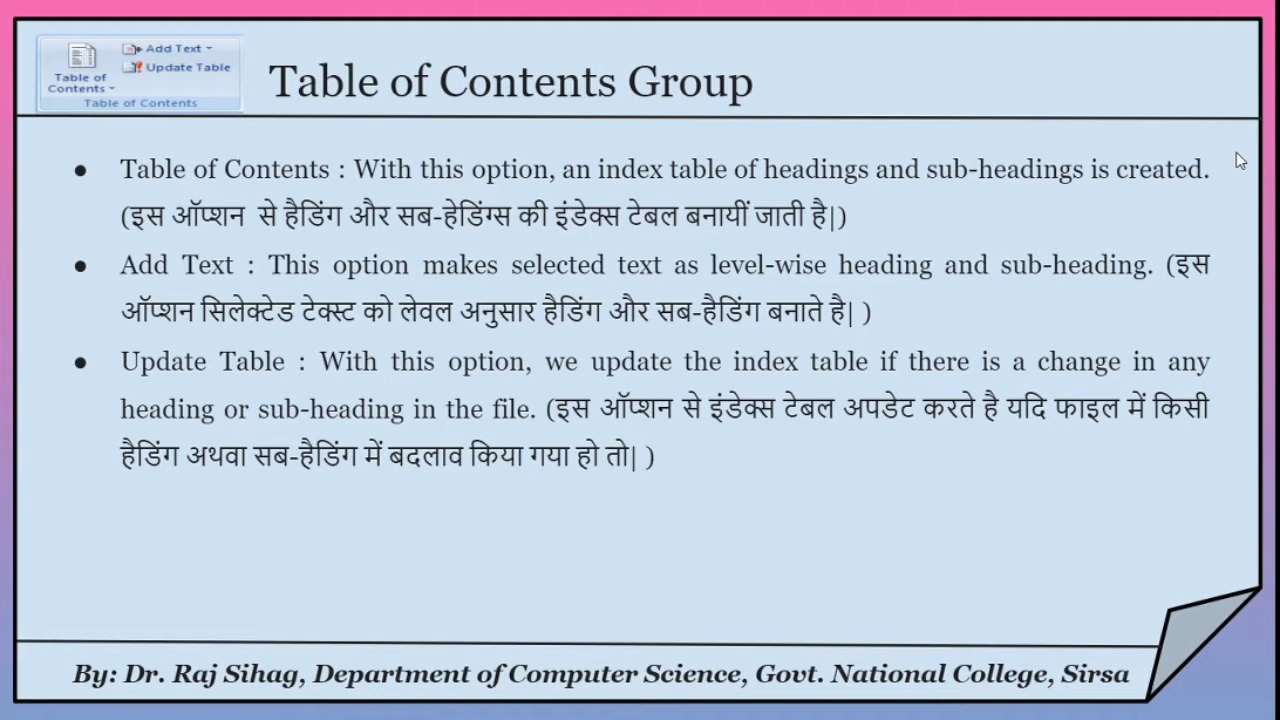 Add Text
Update Table
Table of
Contents
Table of Contents
Table of Contents Group
● Table of Contents : With this option, an index table of headings and sub-headings is created.
(इस ऑप्शन से हैडिंग और सब-हेडिंग्स की इंडेक्स टेबल बनायीं जाती है|)
● Add Text : This option makes selected text as level-wise heading and sub-heading. (इस
ऑप्शन सिलेक्टेड टेक्स्ट को लेवल अनुसार हैडिंग और सब-हैडिंग बनाते है| )
● Update Table : With this option, we update the index table if there is a change in any
heading or sub-heading in the file. (इस ऑप्शन से इंडेक्स टेबल अपडेट करते है यदि फाइल में किसी
हैडिंग अथवा सब-हैडिंग में बदलाव किया गया हो तो| )
By: Dr. Raj Sihag, Department of Computer Science, Govt. National College, Sirsa